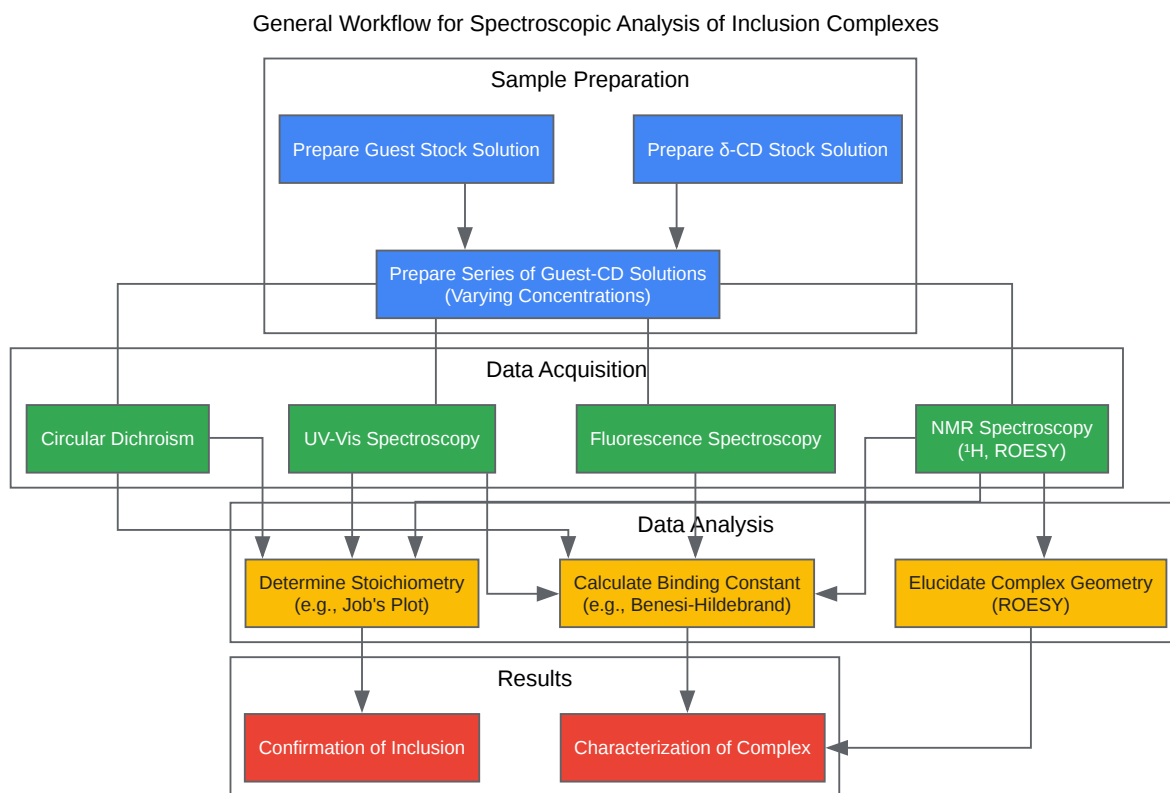 General Workflow for Spectroscopic Analysis of Inclusion Complexes
Sample Preparation
Prepare Guest Stock Solution
Prepare δ-CD Stock Solution
Prepare Series of Guest-CD Solutions
(Varying Concentrations)
Data Acquisition
Circular Dichroism
UV-Vis Spectroscopy
Fluorescence Spectroscopy
NMR Spectroscopy
(¹H, ROESY)
Data Analysis
Determine Stoichiometry
(e.g., Job's Plot)
Calculate Binding Constant
(e.g., Benesi-Hildebrand)
Elucidate Complex Geometry
(ROESY)
Results
Confirmation of Inclusion
Characterization of Complex